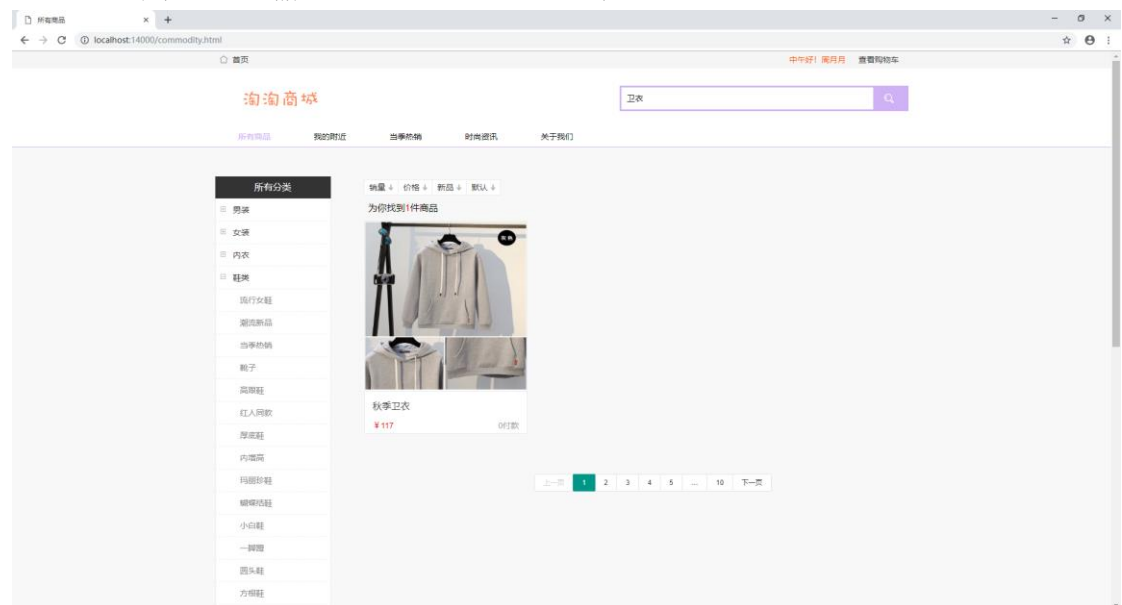 所有商品
localhost:14000/commodity.html
首页
中午好！周月月 查看购物车
淘淘商城
卫衣
所有商品 我的附近 当季热销 时尚资讯 关于我们
所有分类
销量 价格 新品 默认
男装
为你找到1件商品
女装
内衣
鞋类
流行女鞋
潮流新品
当季热销
靴子
高跟鞋
秋季卫衣
红人同款
¥117 0付款
厚底鞋
内增高
玛丽珍鞋
上一页 1 2 3 4 5 … 10 下一页
蝴蝶结鞋
小白鞋
一脚蹬
圆头鞋
方根鞋